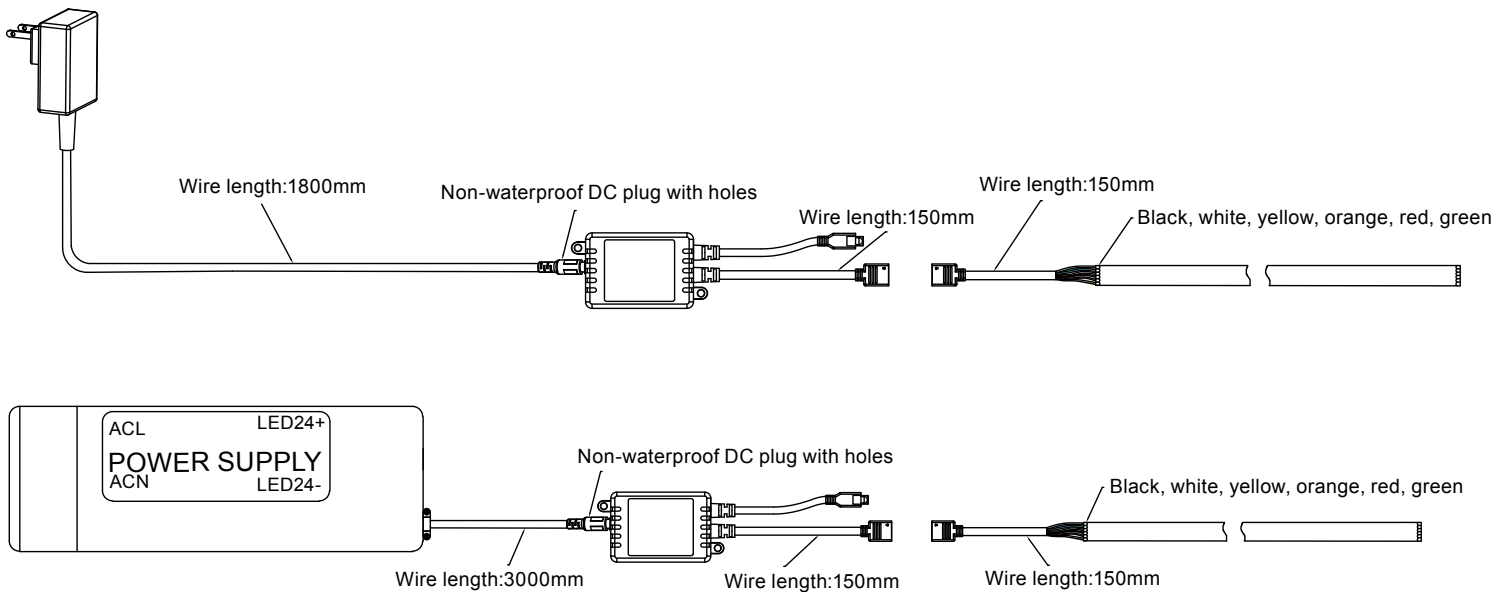 Wire length:1800mm
Non-waterproof DC plug with holes
Wire length:150mm
Wire length:150mm
Black, white, yellow, orange, red, green
ACL
LED24+
POWER SUPPLY
ACN
LED24-
Non-waterproof DC plug with holes
Black, white, yellow, orange, red, green
Wire length:3000mm
Wire length:150mm
Wire length:150mm